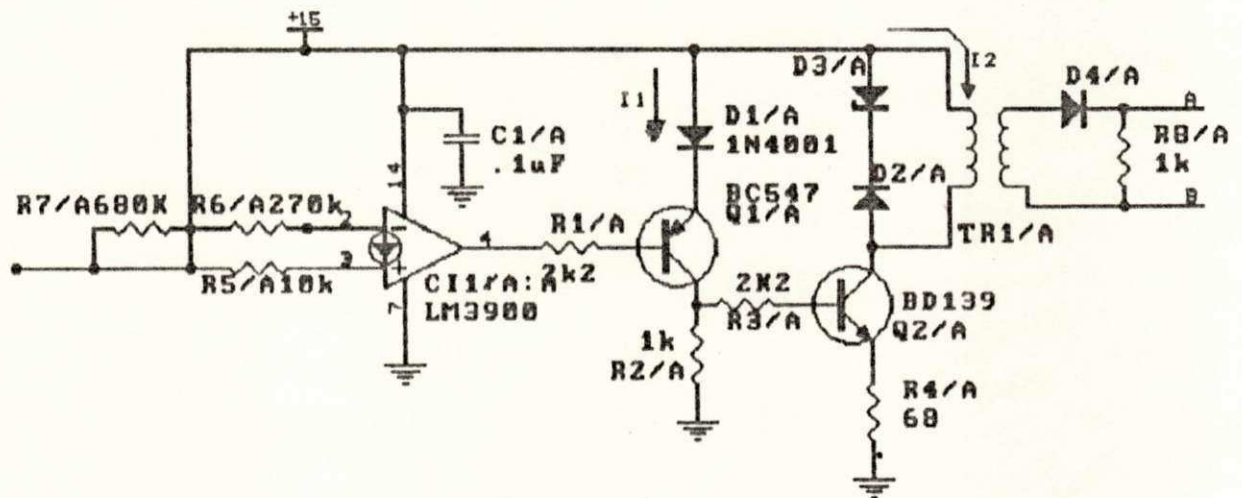 +15
I2
D3/A
D4/A
A
I1
D1/A
1N4001
C1/A
.1uF
R8/A
1k
14
BC547
Q1/A
D2/A
B
R7/A680K
R6/A270k
2
TR1/A
R1/A
4
2k2
3
R5/A10k
CI1/A:A
LM3900
7
2K2
R3/A
BD139
Q2/A
1k
R2/A
R4/A
68